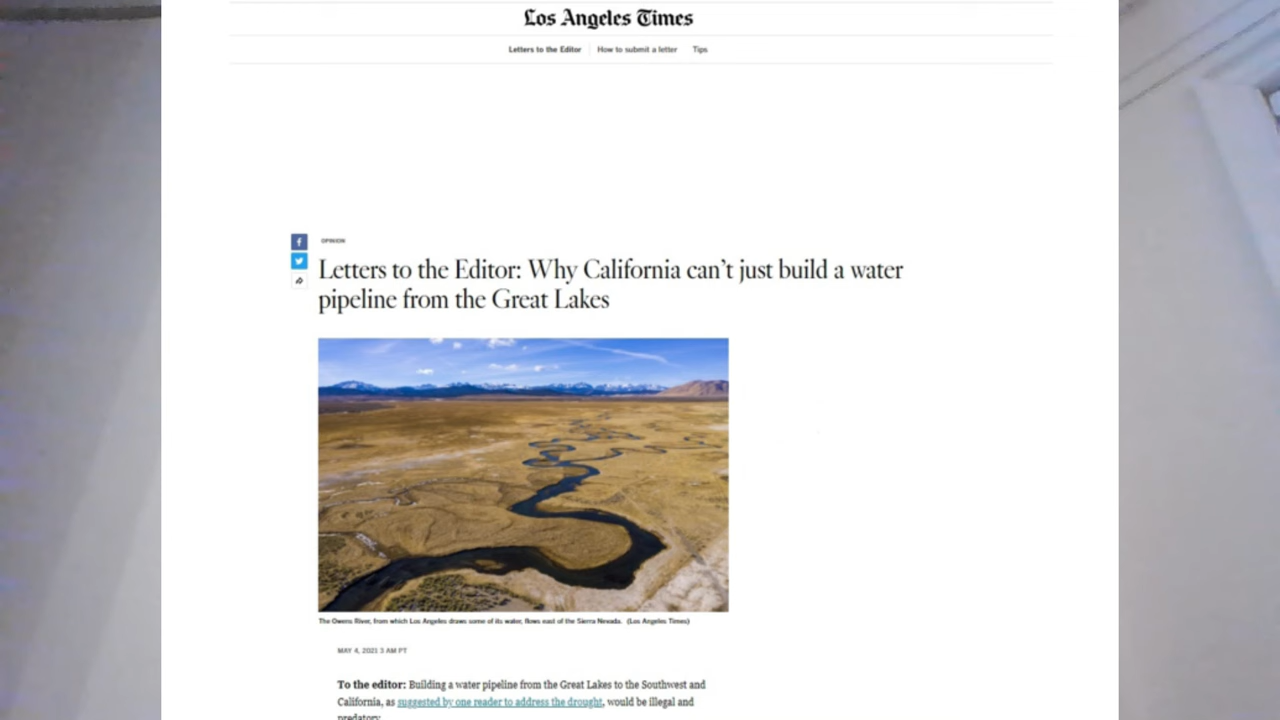 Los Angeles Times
Letters to the Editor How to submit a letter Tips
OPINION
Letters to the Editor: Why California can't just build a water
pipeline from the Great Lakes
The Owens River, from which Los Angeles draws some of its water, flows east of the Sierra Nevada. (Los Angeles Times)
MAY 4, 2021 3 AM PT
To the editor: Building a water pipeline from the Great Lakes to the Southwest and
California, as suggested by one reader to address the drought, would be illegal and
predatory.